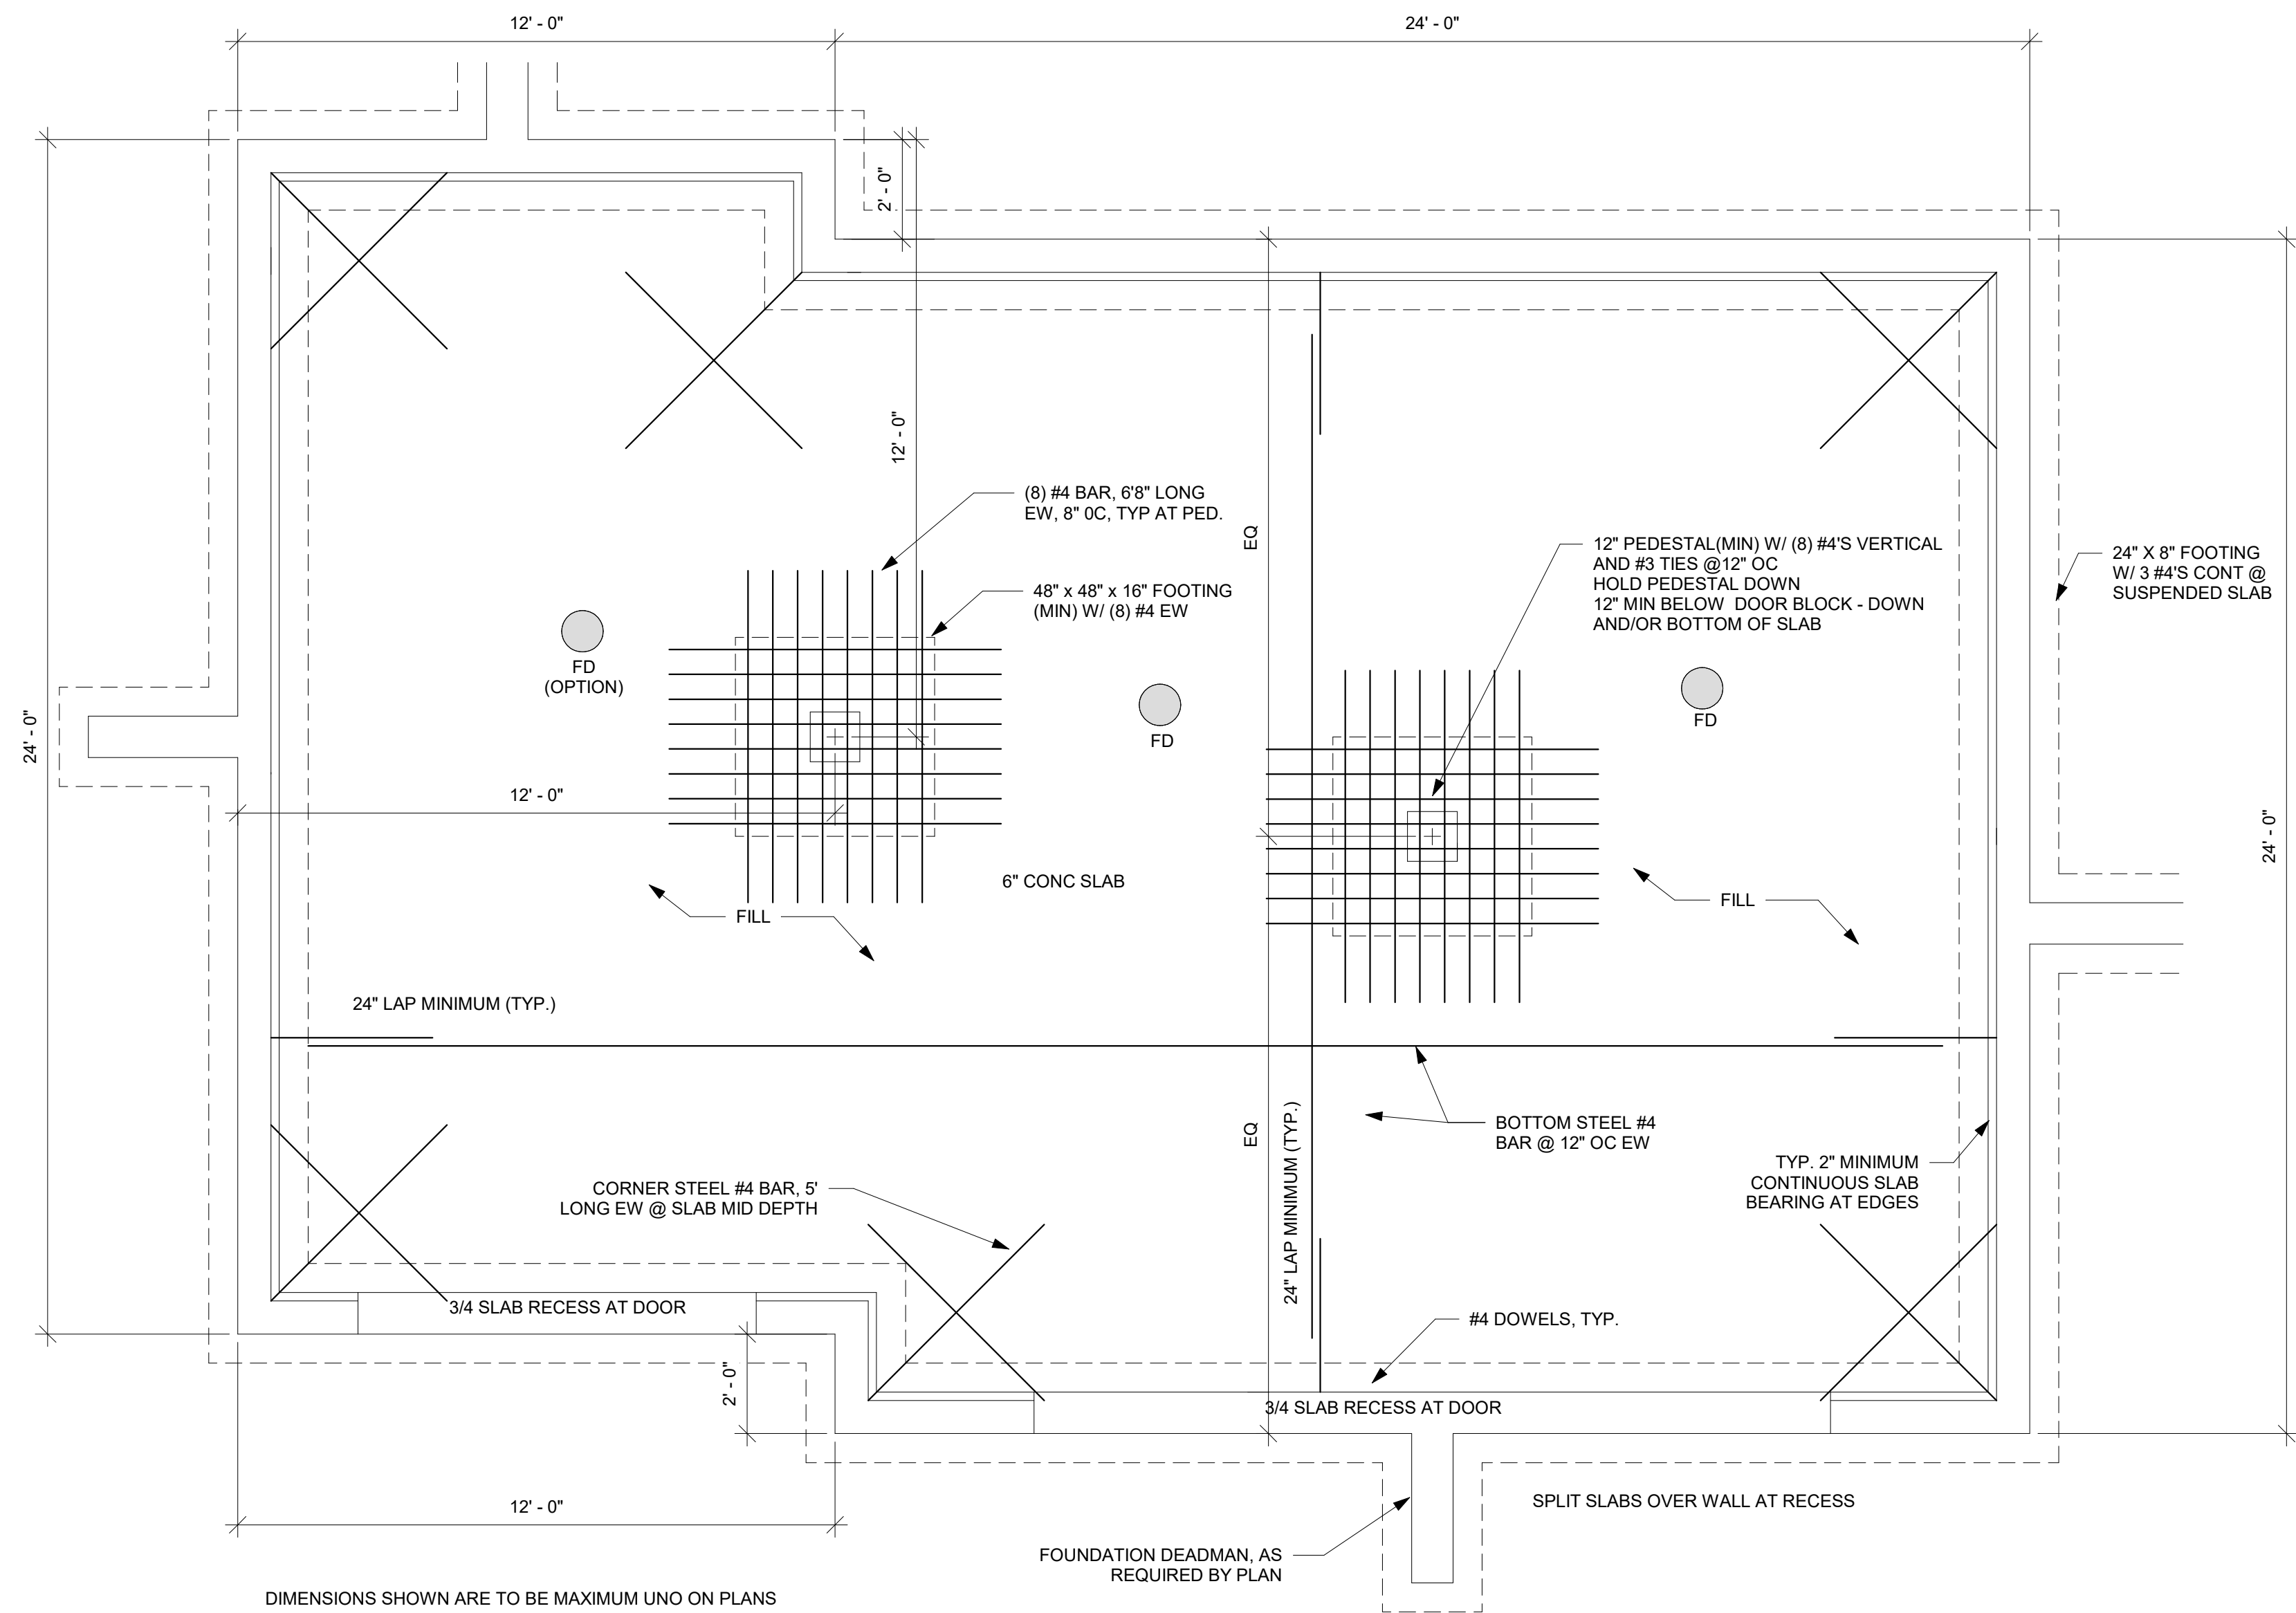 12' - 0"
24' - 0"
2' - 0"
12' - 0"
(8) #4 BAR, 6'8" LONG
EW, 8" 0C, TYP AT PED.
EQ
12" PEDESTAL(MIN) W/ (8) #4'S VERTICAL
AND #3 TIES @12" OC
HOLD PEDESTAL DOWN
12" MIN BELOW  DOOR BLOCK - DOWN
AND/OR BOTTOM OF SLAB
24" X 8" FOOTING
W/ 3 #4'S CONT @
SUSPENDED SLAB
48" x 48" x 16" FOOTING
(MIN) W/ (8) #4 EW
FD
(OPTION)
FD
FD
24' - 0"
12' - 0"
24' - 0"
6" CONC SLAB
FILL
FILL
24" LAP MINIMUM (TYP.)
BOTTOM STEEL #4
BAR @ 12" OC EW
EQ
24" LAP MINIMUM (TYP.)
TYP. 2" MINIMUM
CONTINUOUS SLAB
BEARING AT EDGES
CORNER STEEL #4 BAR, 5'
LONG EW @ SLAB MID DEPTH
3/4 SLAB RECESS AT DOOR
#4 DOWELS, TYP.
2' - 0"
3/4 SLAB RECESS AT DOOR
12' - 0"
SPLIT SLABS OVER WALL AT RECESS
FOUNDATION DEADMAN, AS
REQUIRED BY PLAN
DIMENSIONS SHOWN ARE TO BE MAXIMUM UNO ON PLANS